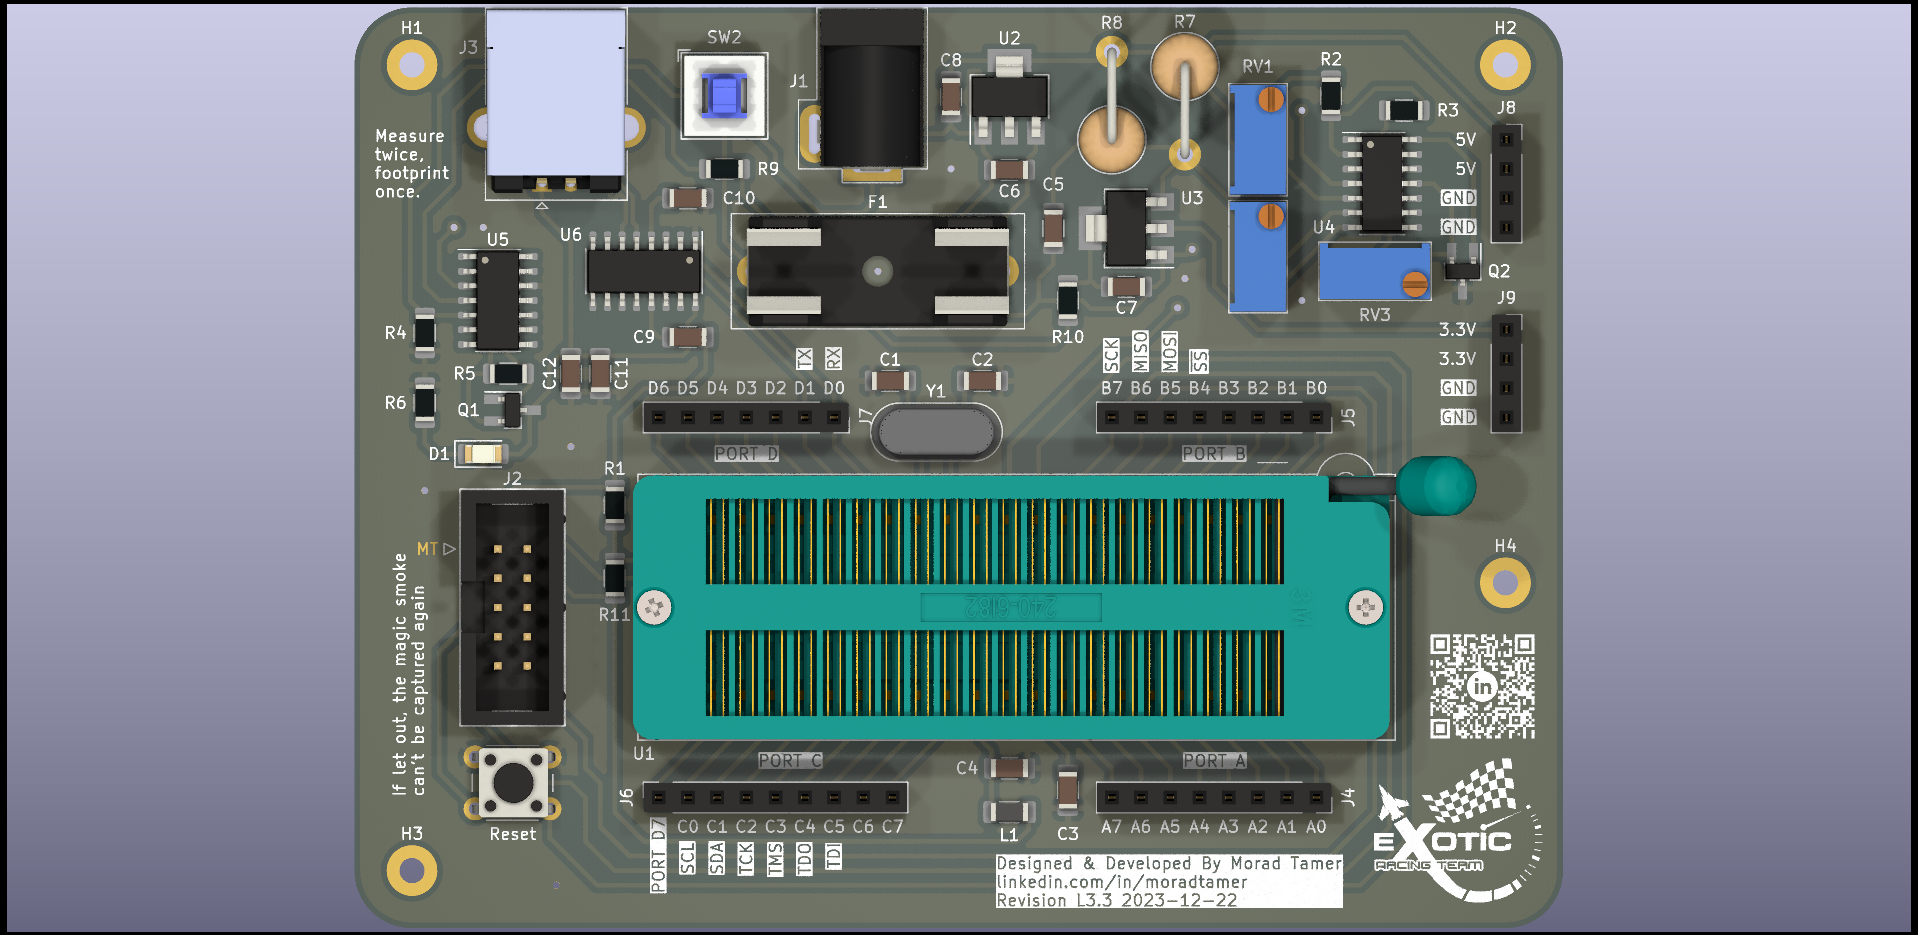 H1
J3
SW2
J1
C8
U2
R8
R7
RV1
R2
H2
R3
J8
5V
5V
GND
GND
Measure
twice,
footprint
once.
R9
C10
F1
C6
C5
U3
U4
Q2
RV3
J9
3.3V
3.3V
GND
GND
U5
U6
R4
C9
R5
C12
C11
R6
Q1
D1
C7
R10
TX
RX
D6 D5 D4 D3 D2 D1 D0
J7
PORT D
C1
C2
Y1
SCK
MISO
MOSI
SS
B7 B6 B5 B4 B3 B2 B1 B0
J5
PORT B
R1
J2
MT
R11
H4
240-6182
3M
If let out, the magic smoke
can't be captured again
in
U1
PORT C
J6
PORT D7
C0 C1 C2 C3 C4 C5 C6 C7
SCL
SDA
TCK
TMS
TDO
TDI
C4
L1
C3
PORT A
J4
A7 A6 A5 A4 A3 A2 A1 A0
Reset
H3
EXOTIC
RACING TEAM
Designed & Developed By Morad Tamer
linkedin.com/in/moradtamer
Revision L3.3 2023-12-22